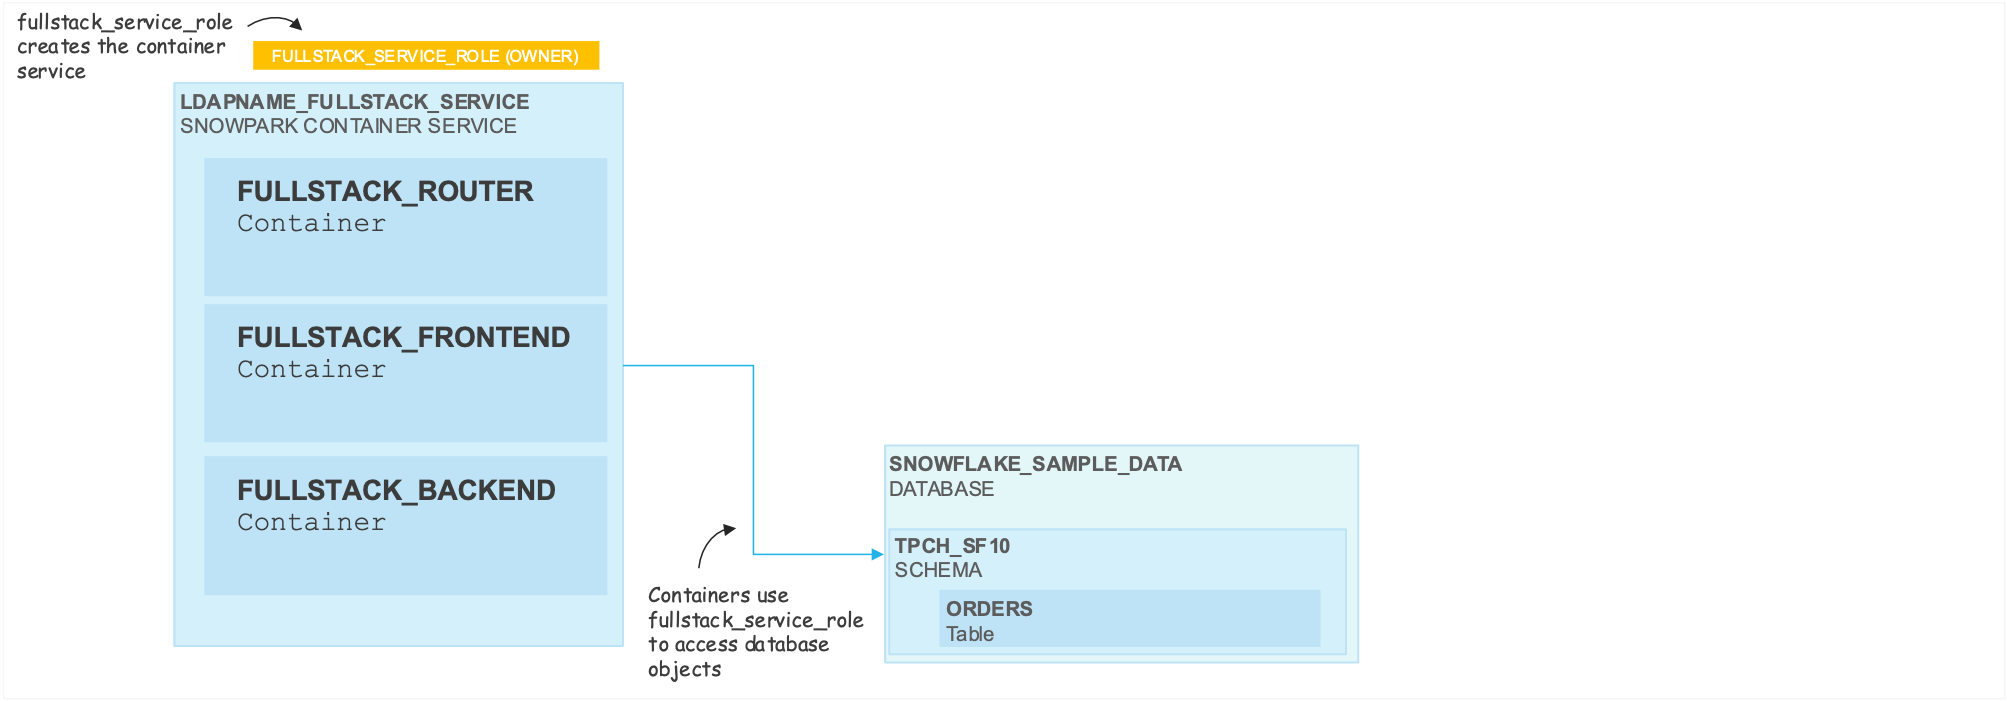 fullstack_service_role
creates the container
service
FULLSTACK_SERVICE_ROLE (OWNER)
LDAPNAME_FULLSTACK_SERVICE
SNOWPARK CONTAINER SERVICE
FULLSTACK_ROUTER
Container
FULLSTACK_FRONTEND
Container
FULLSTACK_BACKEND
Container
Containers use
fullstack_service_role
to access database
objects
SNOWFLAKE_SAMPLE_DATA
DATABASE
TPCH_SF10
SCHEMA
ORDERS
Table